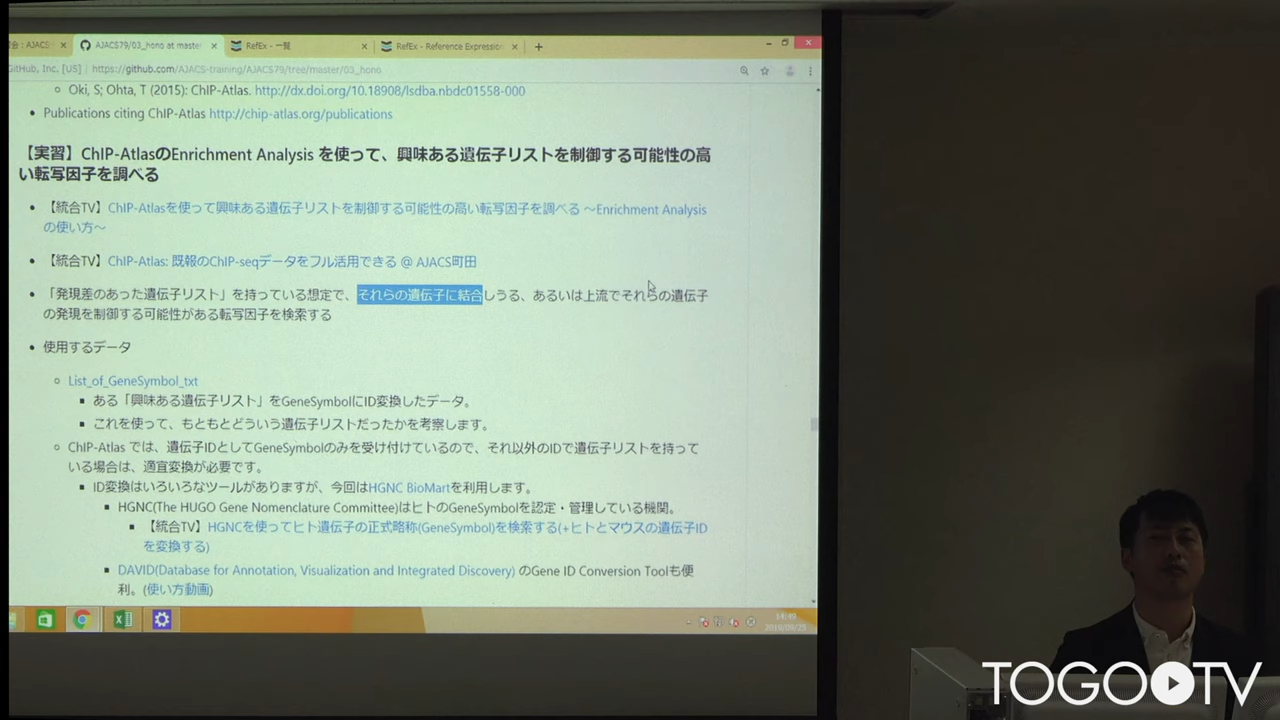 会 : AJACS
AJACS79/03_hono at master
RefEx - 一覧
RefEx - Reference Expression
GitHub, Inc. [US] | https://github.com/AJACS-training/AJACS79/tree/master/03_hono
Oki, S; Ohta, T (2015): ChIP-Atlas. http://dx.doi.org/10.18908/lsdba.nbdc01558-000
Publications citing ChIP-Atlas http://chip-atlas.org/publications
【実習】ChIP-AtlasのEnrichment Analysis を使って、興味ある遺伝子リストを制御する可能性の高
い転写因子を調べる
【統合TV】ChIP-Atlasを使って興味ある遺伝子リストを制御する可能性の高い転写因子を調べる ～Enrichment Analysis
の使い方～
【統合TV】ChIP-Atlas: 既報のChIP-seqデータをフル活用できる @ AJACS町田
「発現差のあった遺伝子リスト」を持っている想定で、それらの遺伝子に結合しうる、あるいは上流でそれらの遺伝子
の発現を制御する可能性がある転写因子を検索する
使用するデータ
List_of_GeneSymbol_txt
ある「興味ある遺伝子リスト」をGeneSymbolにID変換したデータ。
これを使って、もともとどういう遺伝子リストだったかを考察します。
ChIP-Atlas では、遺伝子IDとしてGeneSymbolのみを受け付けているので、それ以外のIDで遺伝子リストを持って
いる場合は、適宜変換が必要です。
ID変換はいろいろなツールがありますが、今回はHGNC BioMartを利用します。
HGNC(The HUGO Gene Nomenclature Committee)はヒトのGeneSymbolを認定・管理している機関。
【統合TV】HGNCを使ってヒト遺伝子の正式略称(GeneSymbol)を検索する(+ヒトとマウスの遺伝子ID
を変換する)
DAVID(Database for Annotation, Visualization and Integrated Discovery) のGene ID Conversion Toolも便
利。(使い方動画)
2019/09/25
TOGO TV